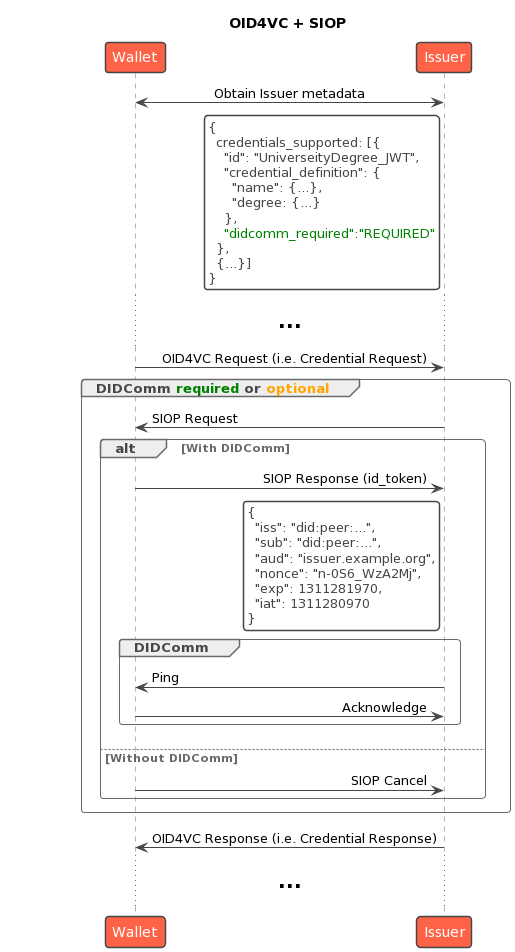 OID4VC + SIOP
Wallet
Issuer
Obtain Issuer metadata
{
credentials_supported: [{
"id": "UniverseityDegree_JWT",
"credential_definition": {
"name": {...},
"degree: {...}
},
"didcomm_required":"REQUIRED"
},
{...}]
}
...
OID4VC Request (i.e. Credential Request)
DIDComm required or optional
SIOP Request
alt [With DIDComm]
SIOP Response (id_token)
{
"iss": "did:peer:...",
"sub": "did:peer:...",
"aud": "issuer.example.org",
"nonce": "n-0S6_WzA2Mj",
"exp": 1311281970,
"iat": 1311280970
}
DIDComm
Ping
Acknowledge
[Without DIDComm]
SIOP Cancel
OID4VC Response (i.e. Credential Response)
...
Wallet
Issuer